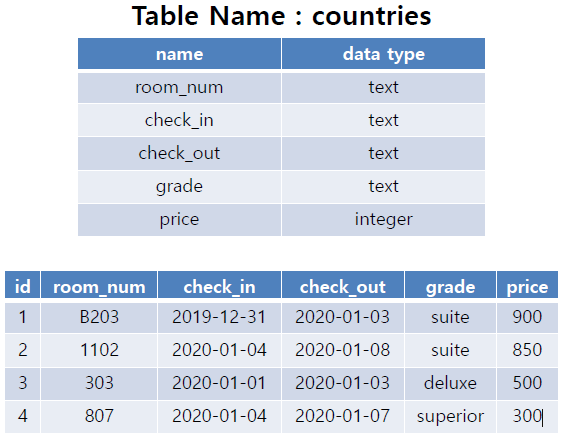 Table Name : countries
name data type
room_num text
check_in text
check_out text
grade text
price integer
id room_num check_in check_out grade price
1 B203 2019-12-31 2020-01-03 suite 900
2 1102 2020-01-04 2020-01-08 suite 850
3 303 2020-01-01 2020-01-03 deluxe 500
4 807 2020-01-04 2020-01-07 superior 300